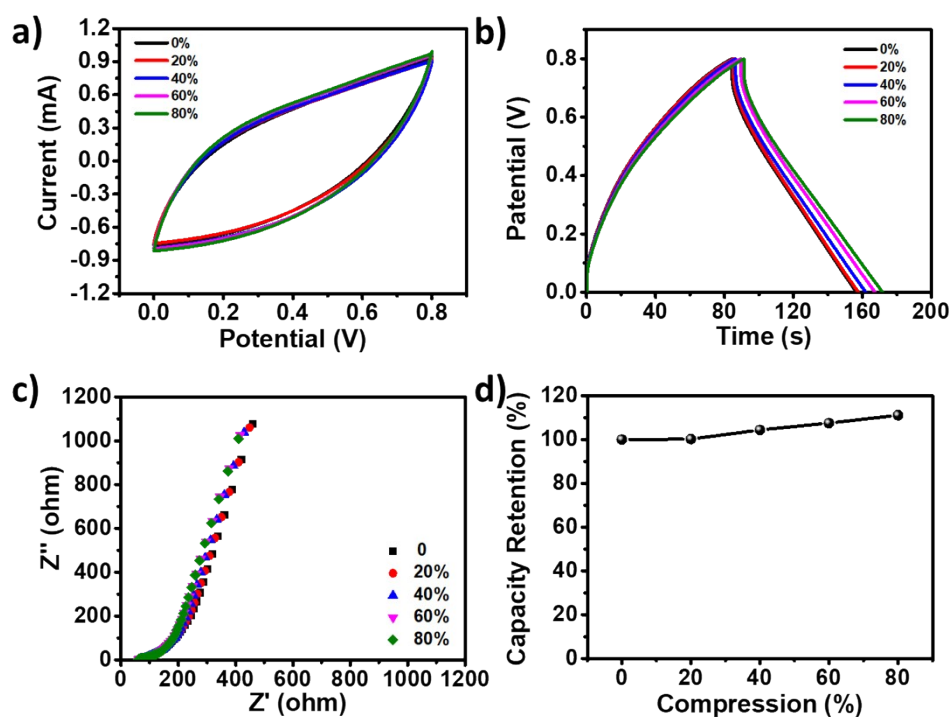 a)
0%
20%
40%
60%
80%
1.2
0.9
0.6
0.3
0.0
-0.3
-0.6
-0.9
-1.2
Current (mA)
0.0 0.2 0.4 0.6 0.8
Potential (V)
b)
0%
20%
40%
60%
80%
1.0
0.8
0.6
0.4
0.2
0.0
Patential (V)
0 40 80 120 160 200
Time (s)
c)
1200
1000
800
600
400
200
Z'' (ohm)
0
20%
40%
60%
80%
0 200 400 600 800 1000 1200
Z' (ohm)
d)
120
100
80
60
40
20
0
Capacity Retention (%)
0 20 40 60 80
Compression (%)